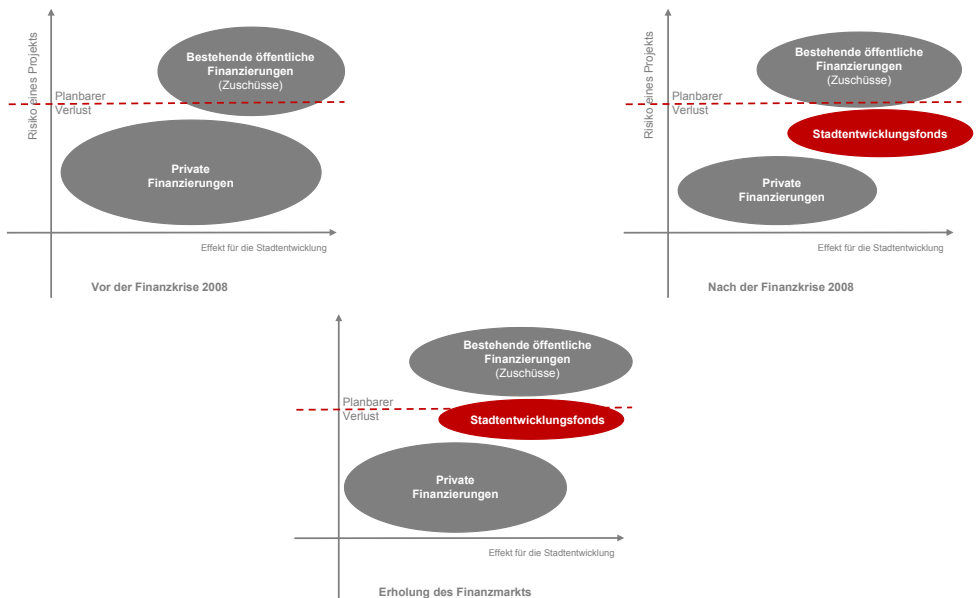 Risiko eines Projekts
Bestehende öffentliche
Finanzierungen
(Zuschüsse)
Planbarer
Verlust
Private
Finanzierungen
Effekt für die Stadtentwicklung
Vor der Finanzkrise 2008
Risiko eines Projekts
Bestehende öffentliche
Finanzierungen
(Zuschüsse)
Planbarer
Verlust
Stadtentwicklungsfonds
Private
Finanzierungen
Effekt für die Stadtentwicklung
Nach der Finanzkrise 2008
Bestehende öffentliche
Finanzierungen
(Zuschüsse)
Planbarer
Verlust
Stadtentwicklungsfonds
Private
Finanzierungen
Effekt für die Stadtentwicklung
Erholung des Finanzmarkts